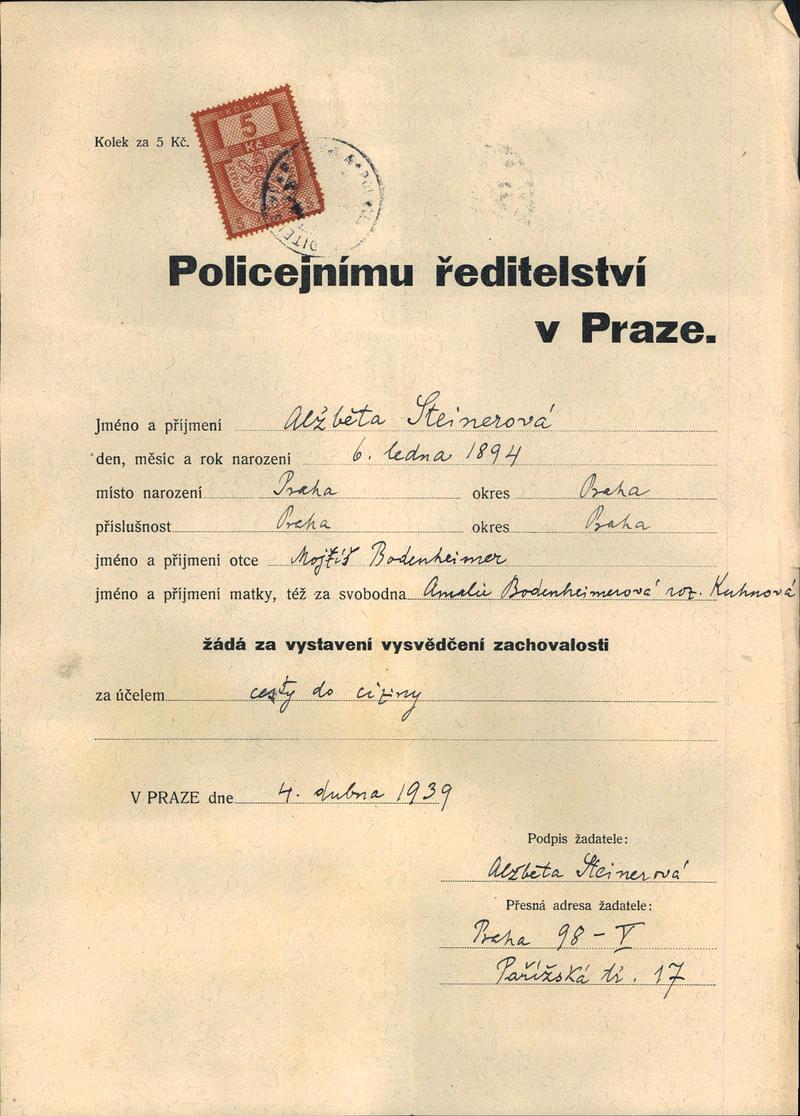 KOLEK
5
Kč
Kolek za 5 Kč.
Policejnímu ředitelství
v Praze.
Jméno a příjmení Alžběta Steinerová
den, měsíc a rok narození 6. ledna 1894
místo narození Praha okres Praha
příslušnost Praha okres Praha
jméno a příjmení otce Mojžíš Bodenheimer
jméno a příjmení matky, též za svobodna Amalie Bodenheimerová roz. Kuhnová
žádá za vystavení vysvědčení zachovalosti
za účelem cesty do ciziny
V PRAZE dne 4. dubna 1939
Podpis žadatele:
Alžběta Steinerová
Přesná adresa žadatele:
Praha 98 - V
Pařížská tř. 17